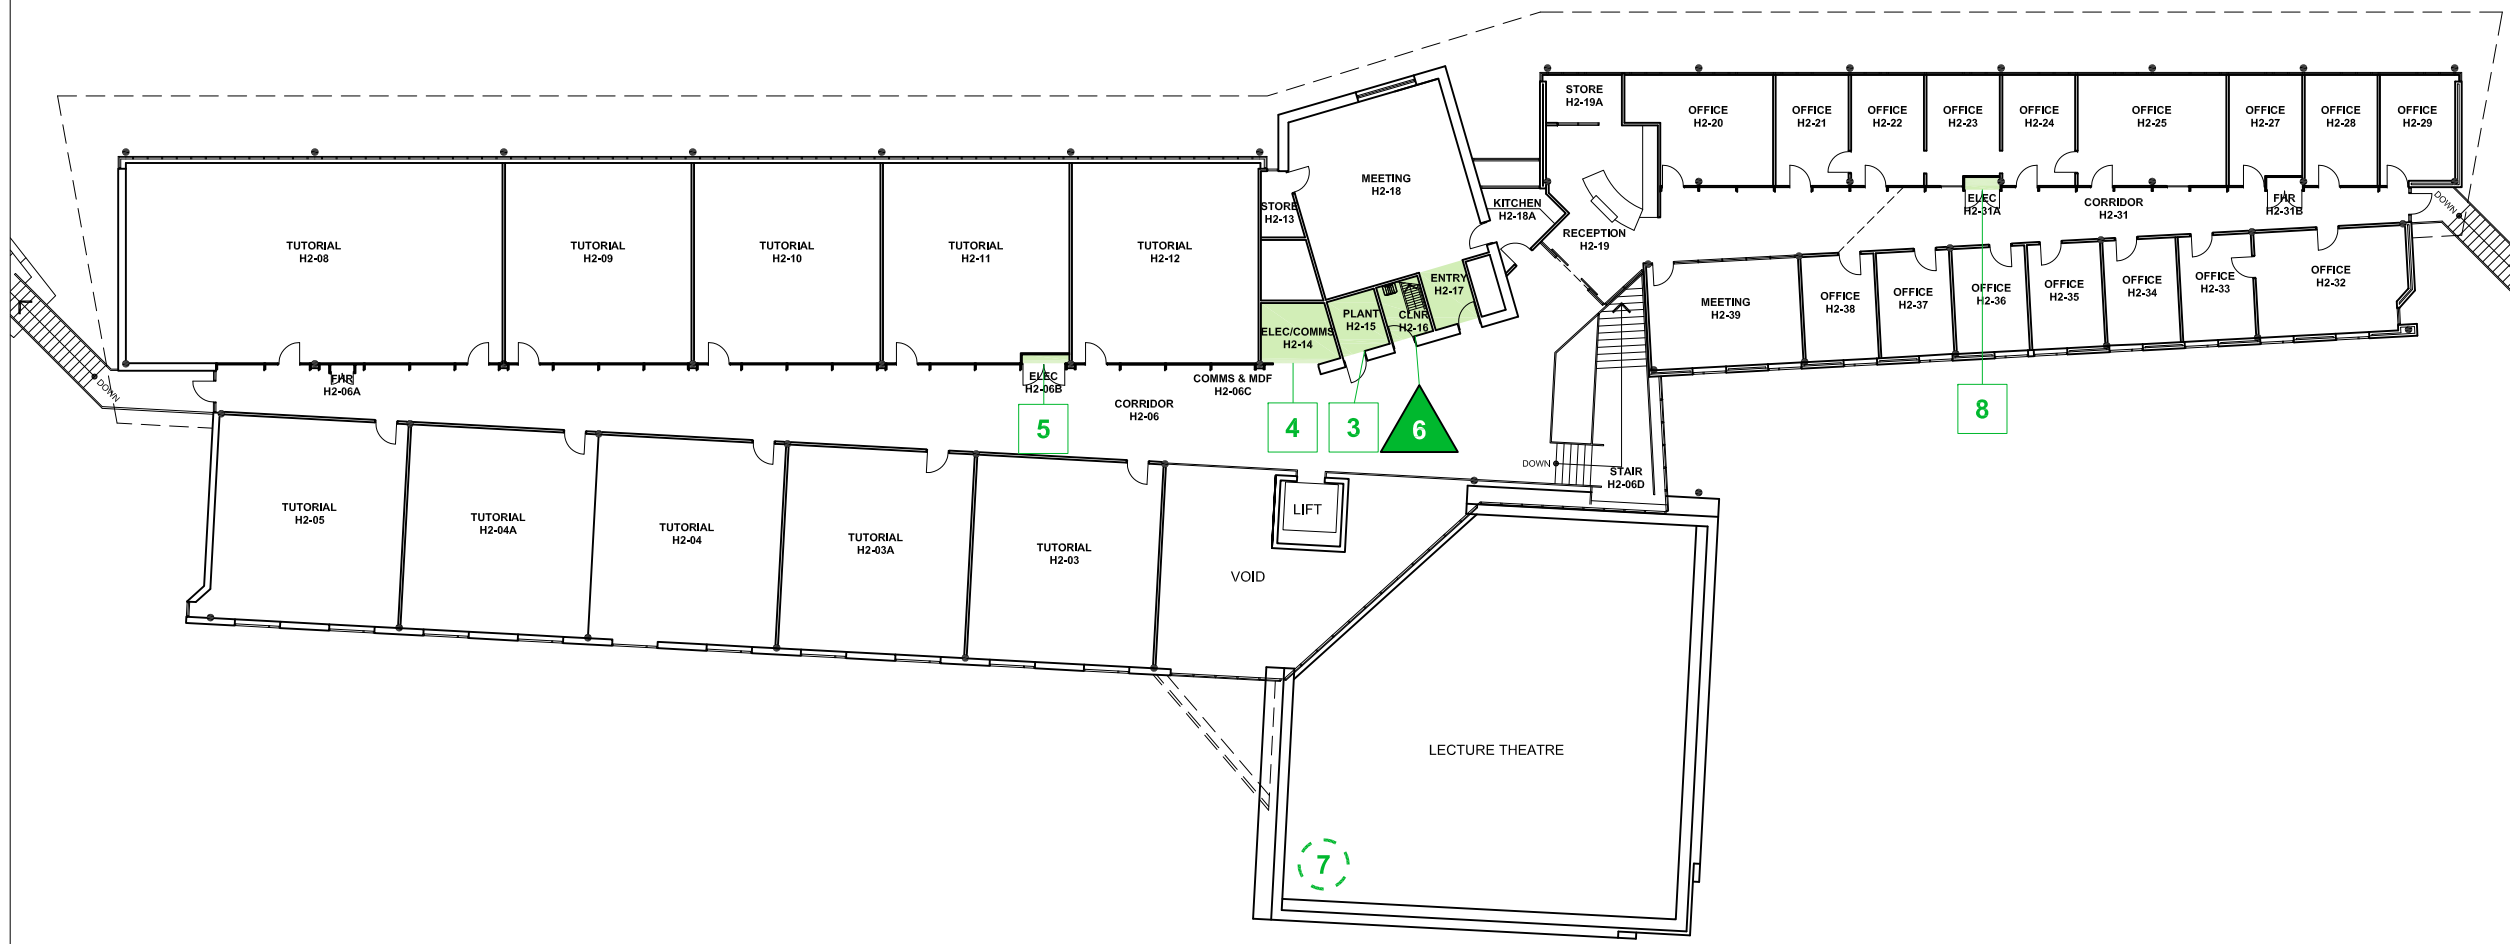 STORE
H2-19A
OFFICE
H2-20
OFFICE
H2-21
OFFICE
H2-22
OFFICE
H2-23
OFFICE
H2-24
OFFICE
H2-25
OFFICE
H2-27
OFFICE
H2-28
OFFICE
H2-29
MEETING
H2-18
STORE
H2-13
KITCHEN
H2-18A
RECEPTION
H2-19
ELEC
H2-31A
CORRIDOR
H2-31
FHR
H2-31B
DOWN
TUTORIAL
H2-08
TUTORIAL
H2-09
TUTORIAL
H2-10
TUTORIAL
H2-11
TUTORIAL
H2-12
ENTRY
H2-17
PLANT
H2-15
CLNR
H2-16
ELEC/COMMS
H2-14
MEETING
H2-39
OFFICE
H2-38
OFFICE
H2-37
OFFICE
H2-36
OFFICE
H2-35
OFFICE
H2-34
OFFICE
H2-33
OFFICE
H2-32
DOWN
FHR
H2-06A
ELEC
H2-06B
COMMS & MDF
H2-06C
CORRIDOR
H2-06
5
4
3
6
8
DOWN
STAIR
H2-06D
TUTORIAL
H2-05
TUTORIAL
H2-04A
TUTORIAL
H2-04
TUTORIAL
H2-03A
TUTORIAL
H2-03
LIFT
VOID
LECTURE THEATRE
7